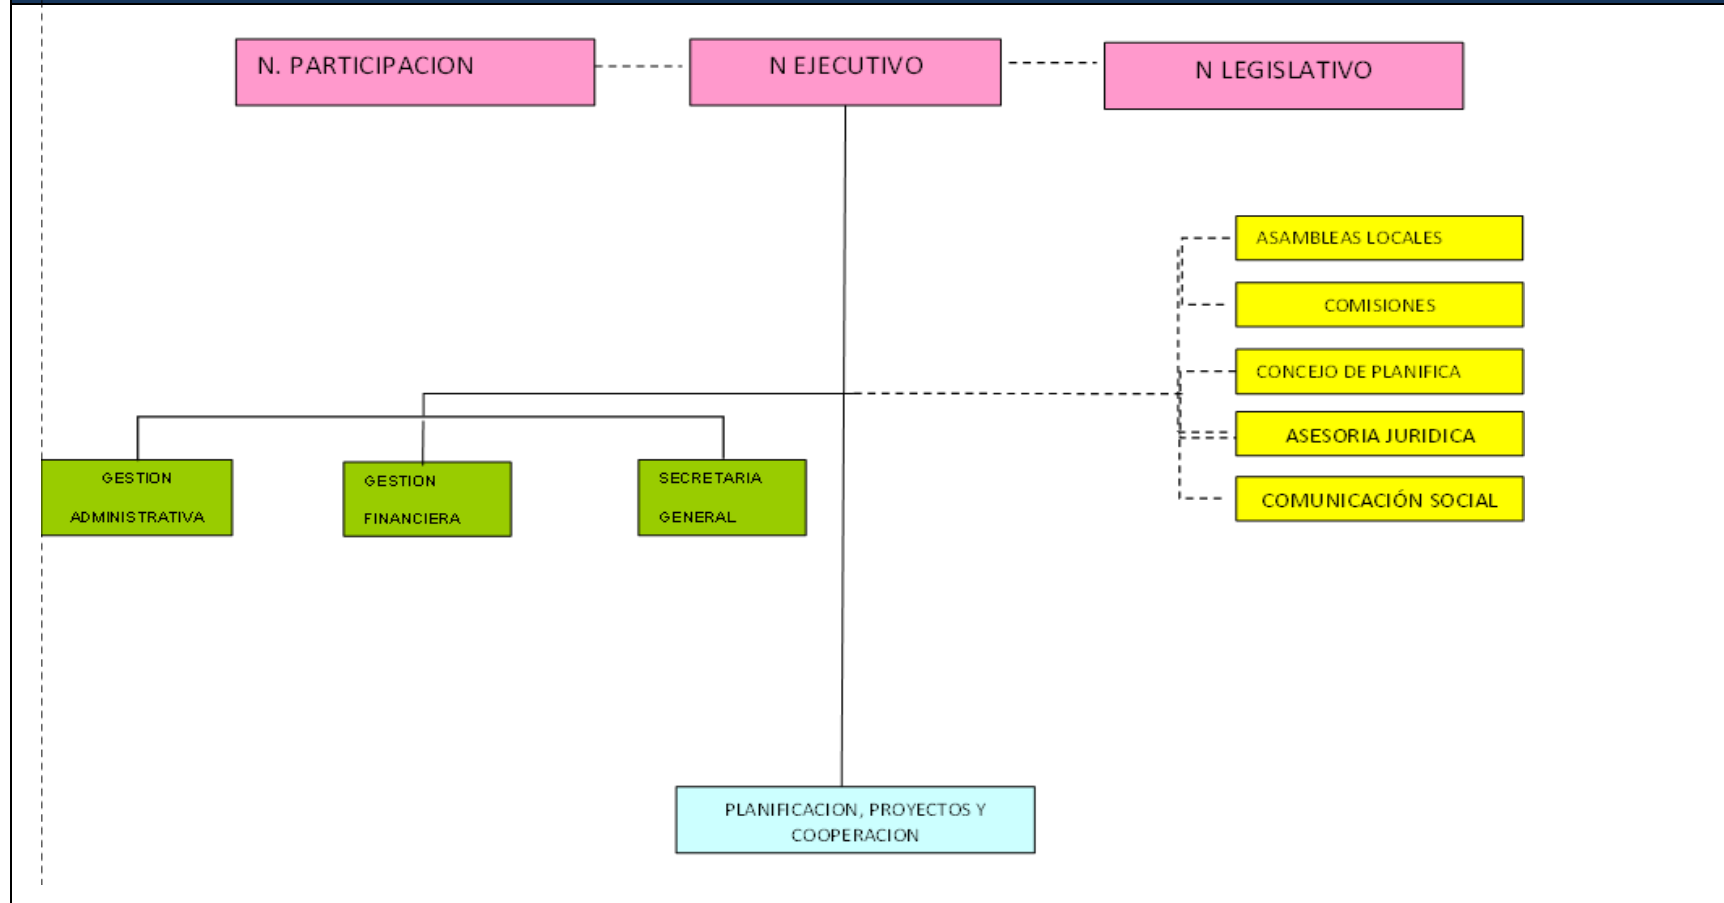 N. PARTICIPACION
N EJECUTIVO
N LEGISLATIVO
ASAMBLEAS LOCALES
COMISIONES
CONCEJO DE PLANIFICA
ASESORIA JURIDICA
COMUNICACIÓN SOCIAL
GESTION
ADMINISTRATIVA
GESTION
FINANCIERA
SECRETARIA
GENERAL
PLANIFICACION, PROYECTOS Y
COOPERACION